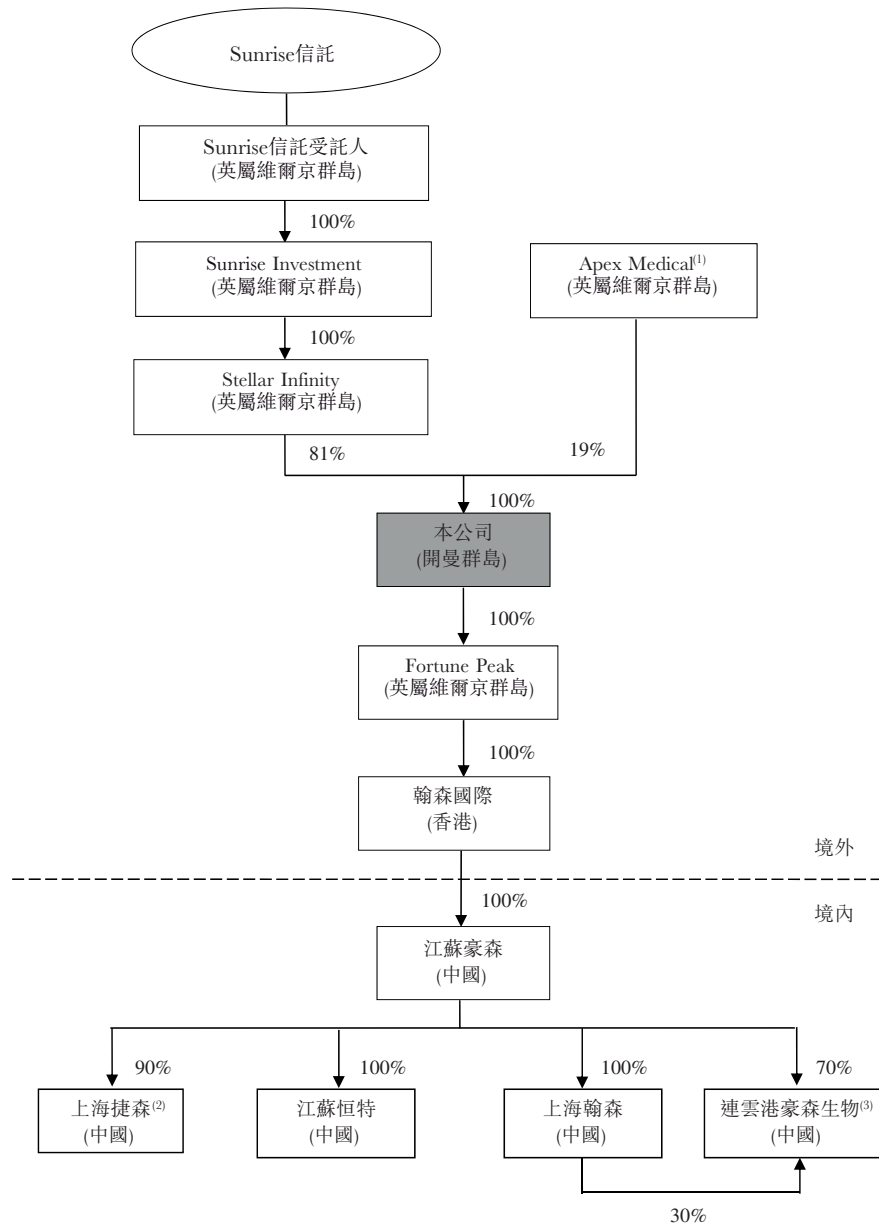 Sunrise信託
Sunrise信託受託人
(英屬維爾京群島)
100%
Sunrise Investment
(英屬維爾京群島)
Apex Medical(1)
(英屬維爾京群島)
100%
Stellar Infinity
(英屬維爾京群島)
81%
19%
100%
本公司
(開曼群島)
100%
Fortune Peak
(英屬維爾京群島)
100%
翰森國際
(香港)
境外
100%
境內
江蘇豪森
(中國)
90%
100%
100%
70%
上海捷森(2)
(中國)
江蘇恒特
(中國)
上海翰森
(中國)
連雲港豪森生物(3)
(中國)
30%